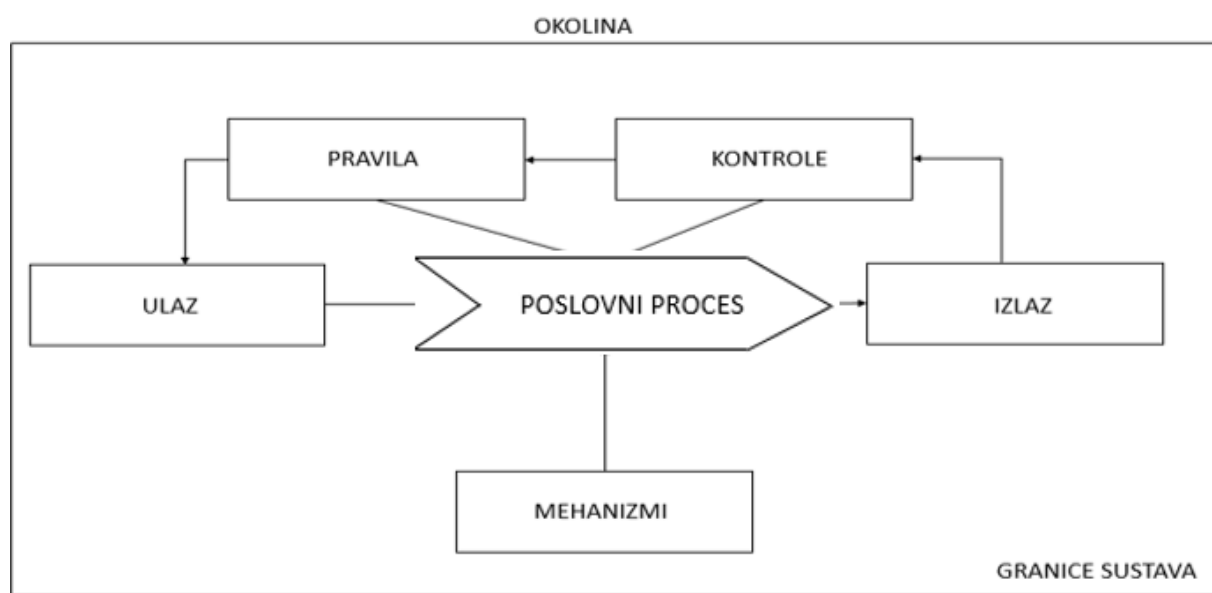 OKOLINA
PRAVILA
KONTROLE
ULAZ
POSLOVNI PROCES
IZLAZ
MEHANIZMI
GRANICE SUSTAVA